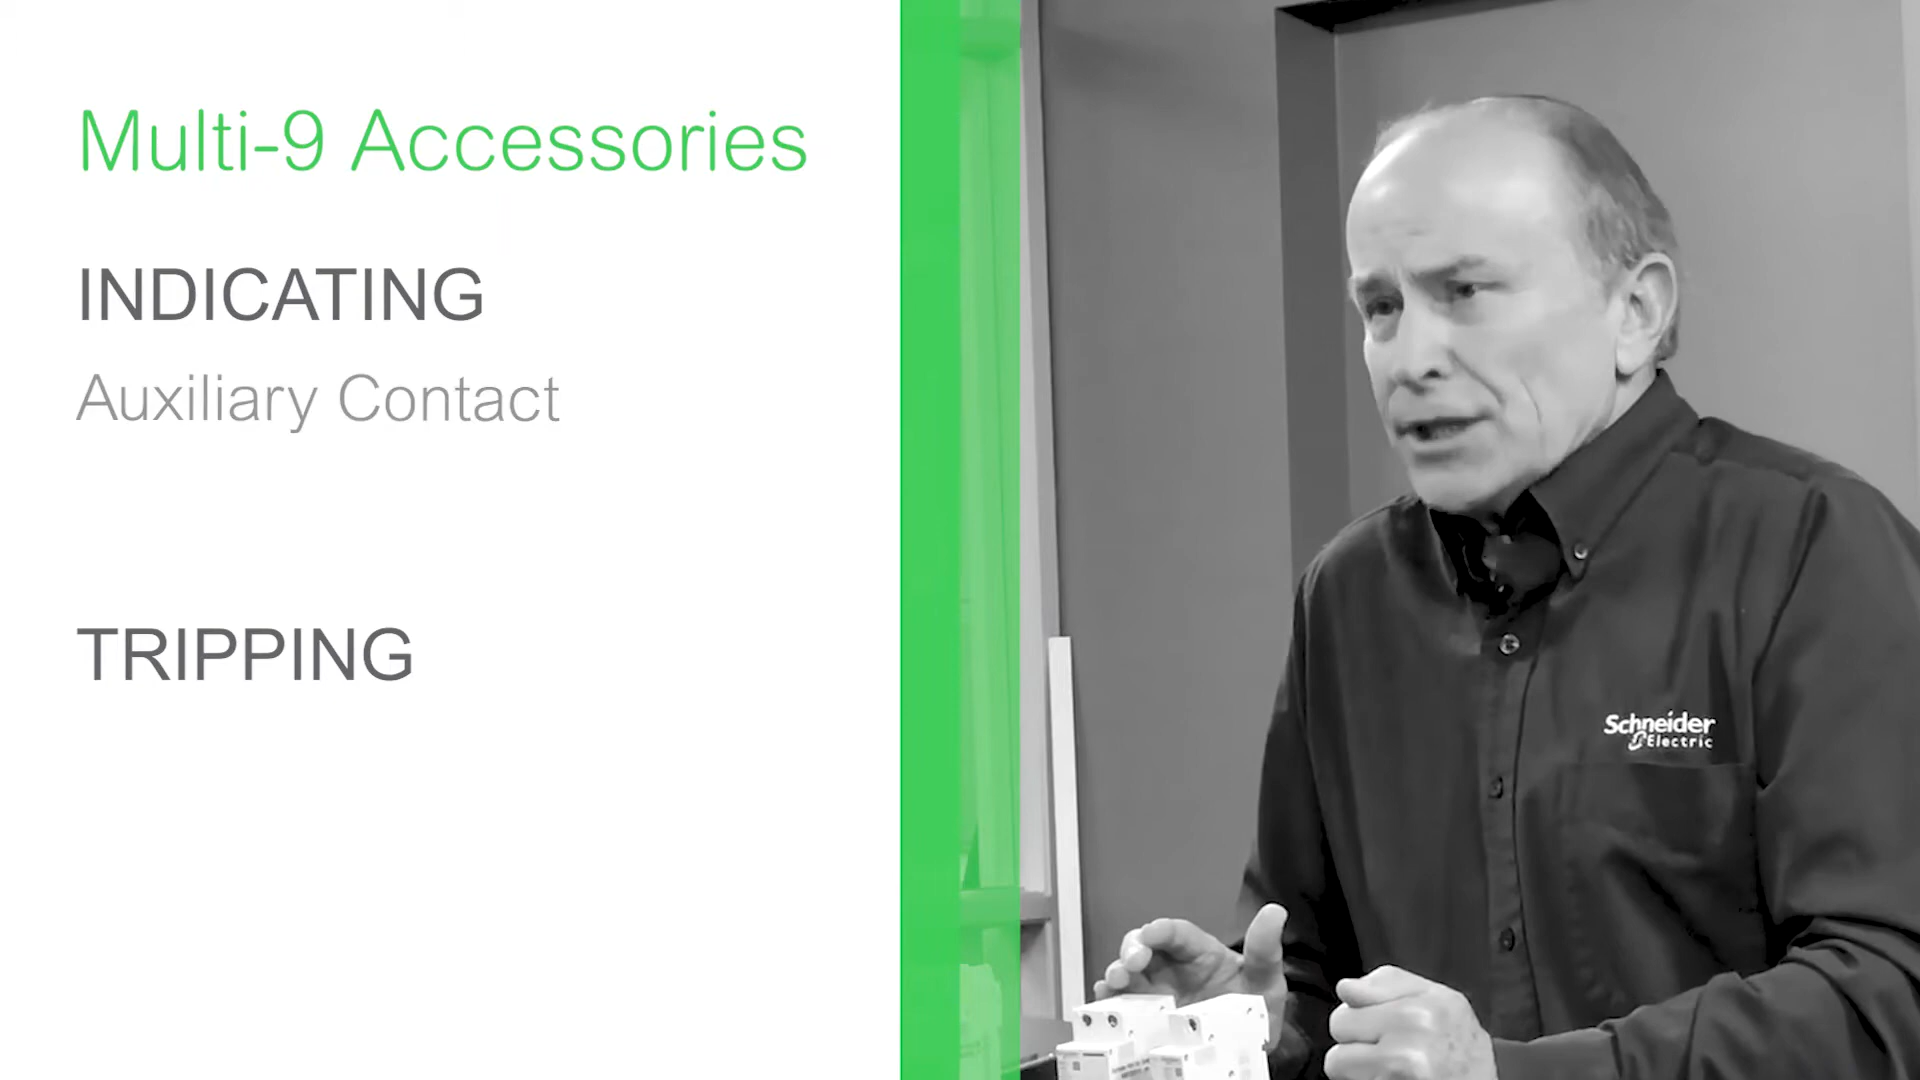 Multi-9 Accessories
INDICATING
Auxiliary Contact
TRIPPING
Schneider
Electric